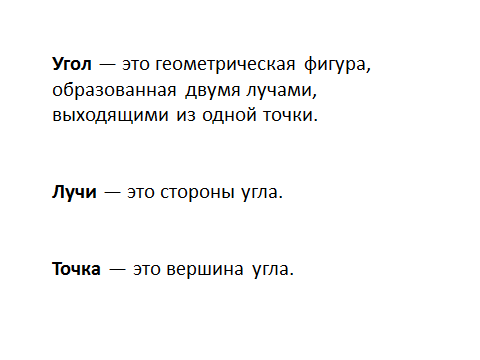 Угол — это геометрическая фигура,
образованная двумя лучами,
выходящими из одной точки.
Лучи — это стороны угла.
Точка — это вершина угла.